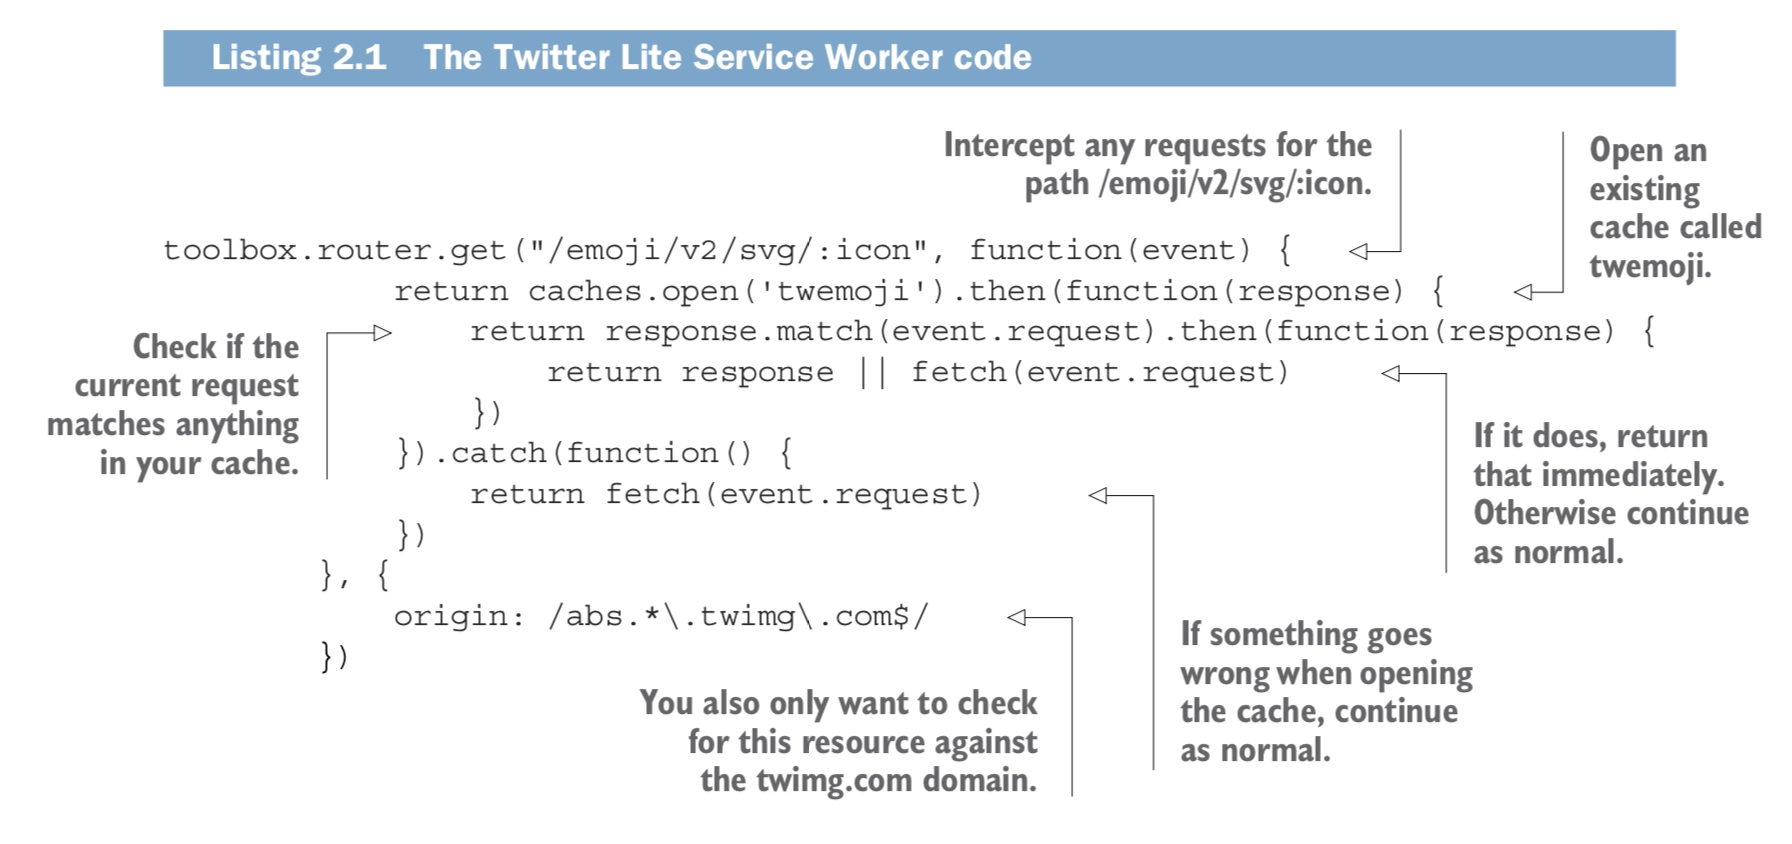 Listing 2.1 The Twitter Lite Service Worker code
Intercept any requests for the
path /emoji/v2/svg/:icon.
Open an
existing
cache called
twemoji.
toolbox.router.get("/emoji/v2/svg/:icon", function(event) {
return caches.open('twemoji').then(function(response) {
return response.match(event.request).then(function(response) {
return response || fetch(event.request)
})
}).catch(function() {
return fetch(event.request)
})
}, {
origin: /abs.*\.twimg\.com$/
})
Check if the
current request
matches anything
in your cache.
If it does, return
that immediately.
Otherwise continue
as normal.
If something goes
wrong when opening
the cache, continue
as normal.
You also only want to check
for this resource against
the twimg.com domain.